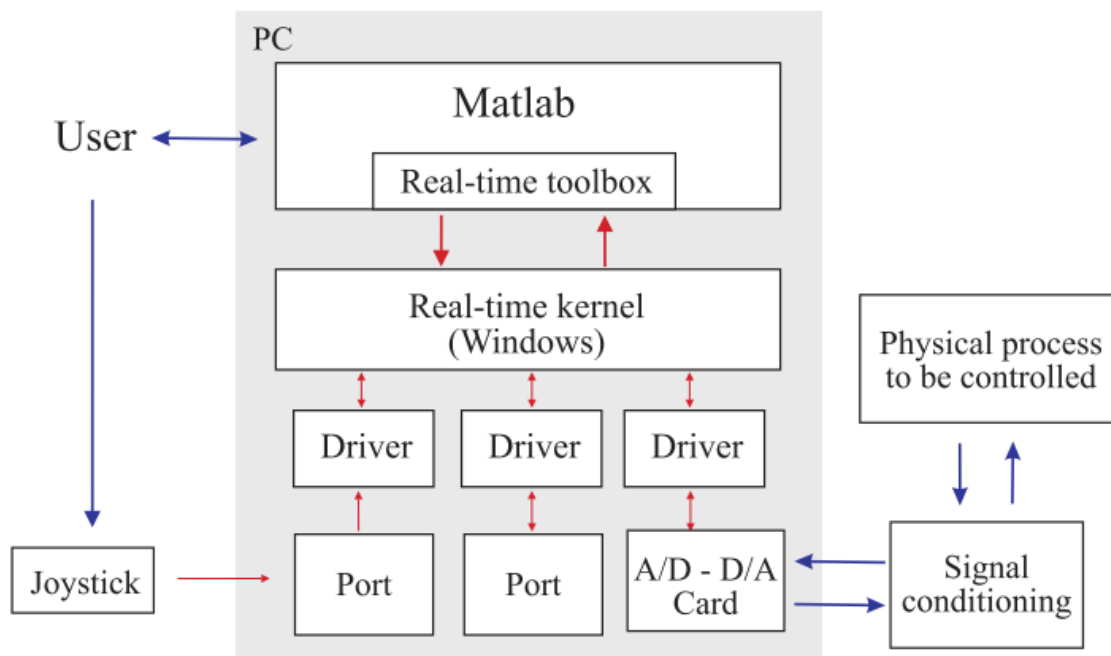 PC
Matlab
User
Real-time toolbox
Real-time kernel
(Windows)
Physical process
to be controlled
Driver
Driver
Driver
Joystick
Port
Port
A/D - D/A
Card
Signal
conditioning